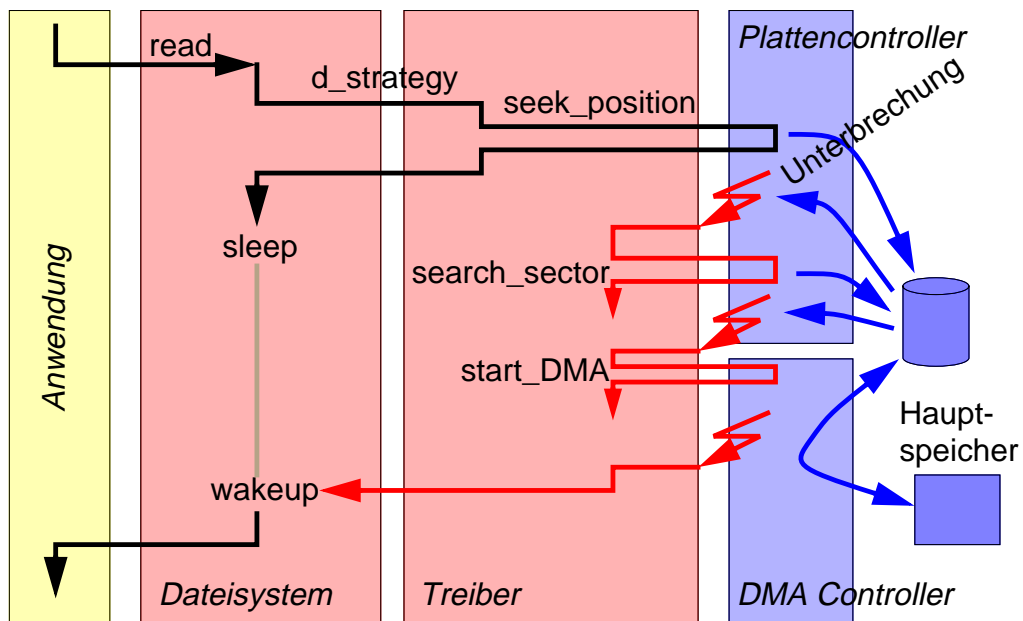 Plattencontroller
read
d_strategy
seek_position
Unterbrechung
sleep
search_sector
Anwendung
start_DMA
Haupt-
speicher
wakeup
Dateisystem
Treiber
DMA Controller